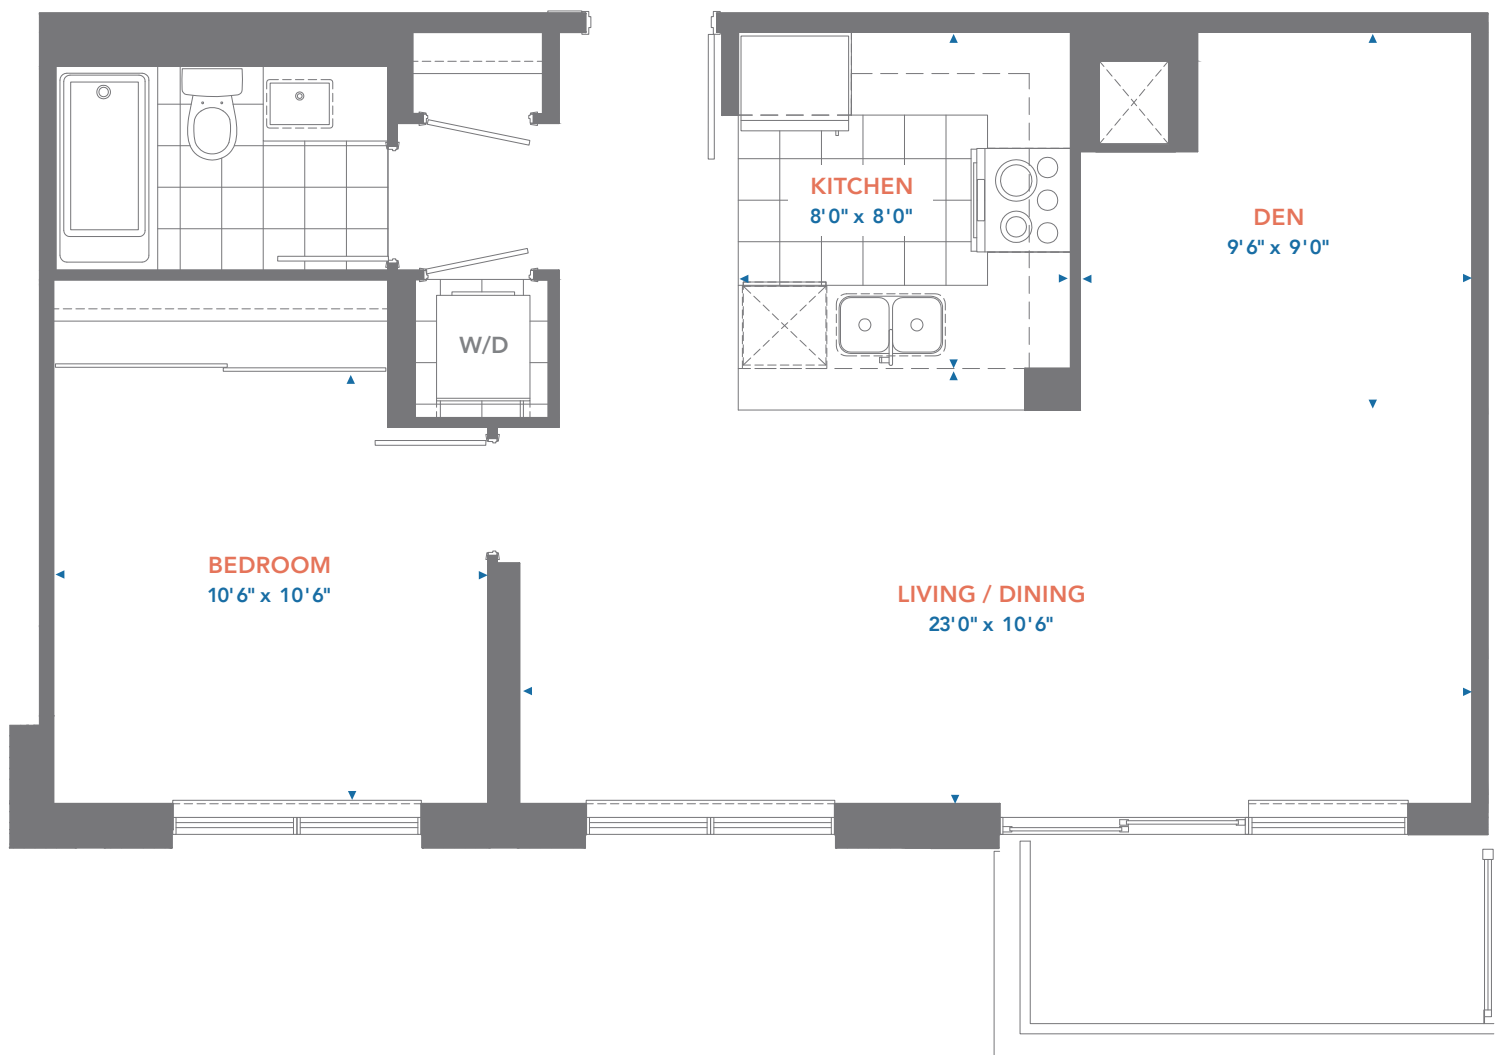 KITCHEN
8'0" x 8'0"
DEN
9'6" x 9'0"
W/D
BEDROOM
10'6" x 10'6"
LIVING / DINING
23'0" x 10'6"